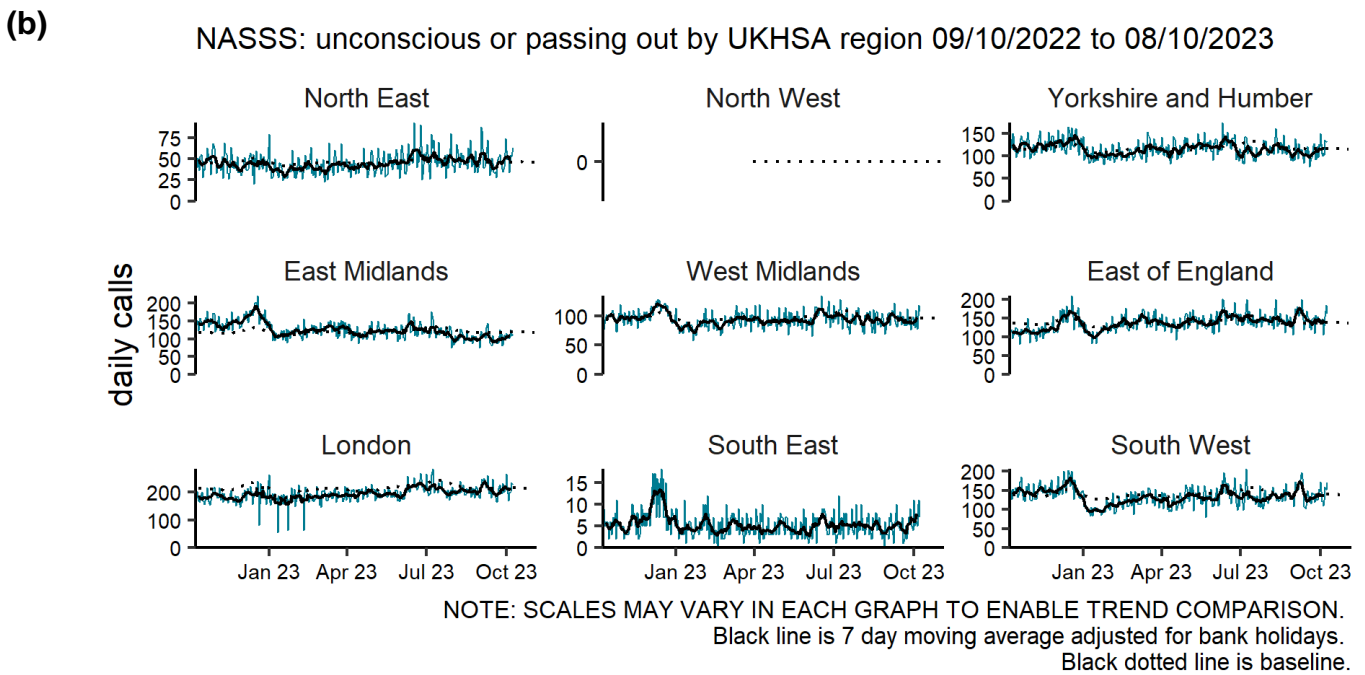 (b)
NASSS: unconscious or passing out by UKHSA region 09/10/2022 to 08/10/2023
North East
North West
Yorkshire and Humber
75
50
25
0
0
150
100
50
0
daily calls
East Midlands
West Midlands
East of England
200
150
100
50
0
100
50
0
200
150
100
50
0
London
South East
South West
200
100
0
15
10
5
0
200
150
100
50
0
Jan 23 Apr 23 Jul 23 Oct 23
Jan 23 Apr 23 Jul 23 Oct 23
Jan 23 Apr 23 Jul 23 Oct 23
NOTE: SCALES MAY VARY IN EACH GRAPH TO ENABLE TREND COMPARISON.
Black line is 7 day moving average adjusted for bank holidays.
Black dotted line is baseline.